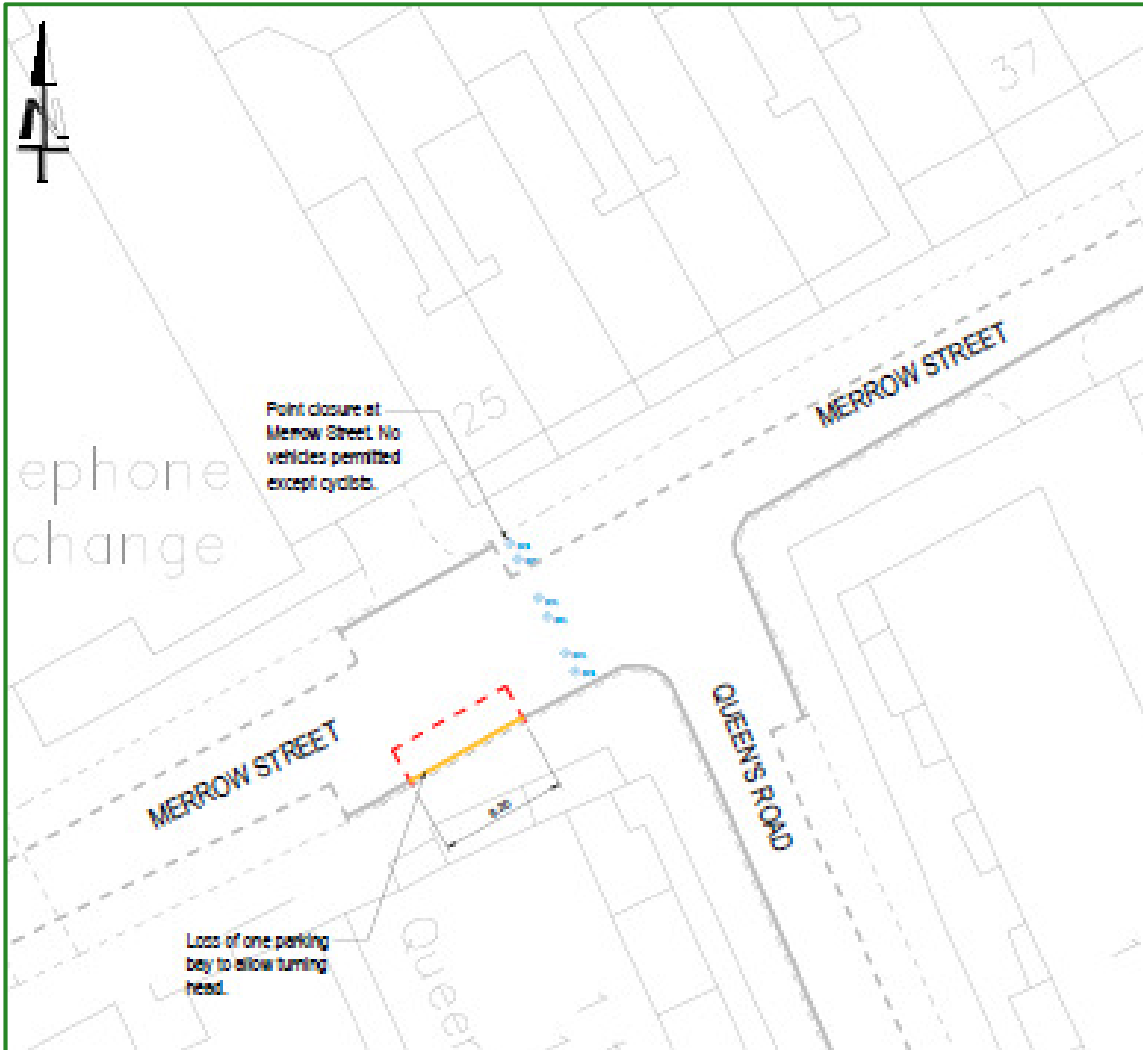 N
37
MERROW STREET
Point closure at
Merrow Street. No
vehicles permitted
except cyclists.
25
ephone
change
QUEEN'S ROAD
MERROW STREET
Loss of one parking
bay to allow turning
head.
Queen